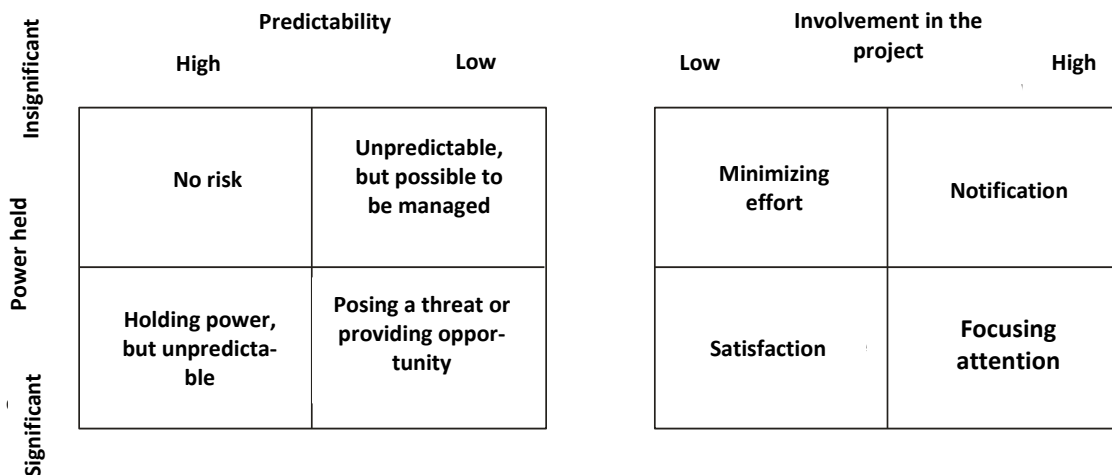 Predictability
High
Low
Involvement in the
project
Low
High
Insignificant
Power held
Significant
No risk
Unpredictable,
but possible to
be managed
Holding power,
but unpredicta-
ble
Posing a threat or
providing oppor-
tunity
Minimizing
effort
Notification
Satisfaction
Focusing
attention